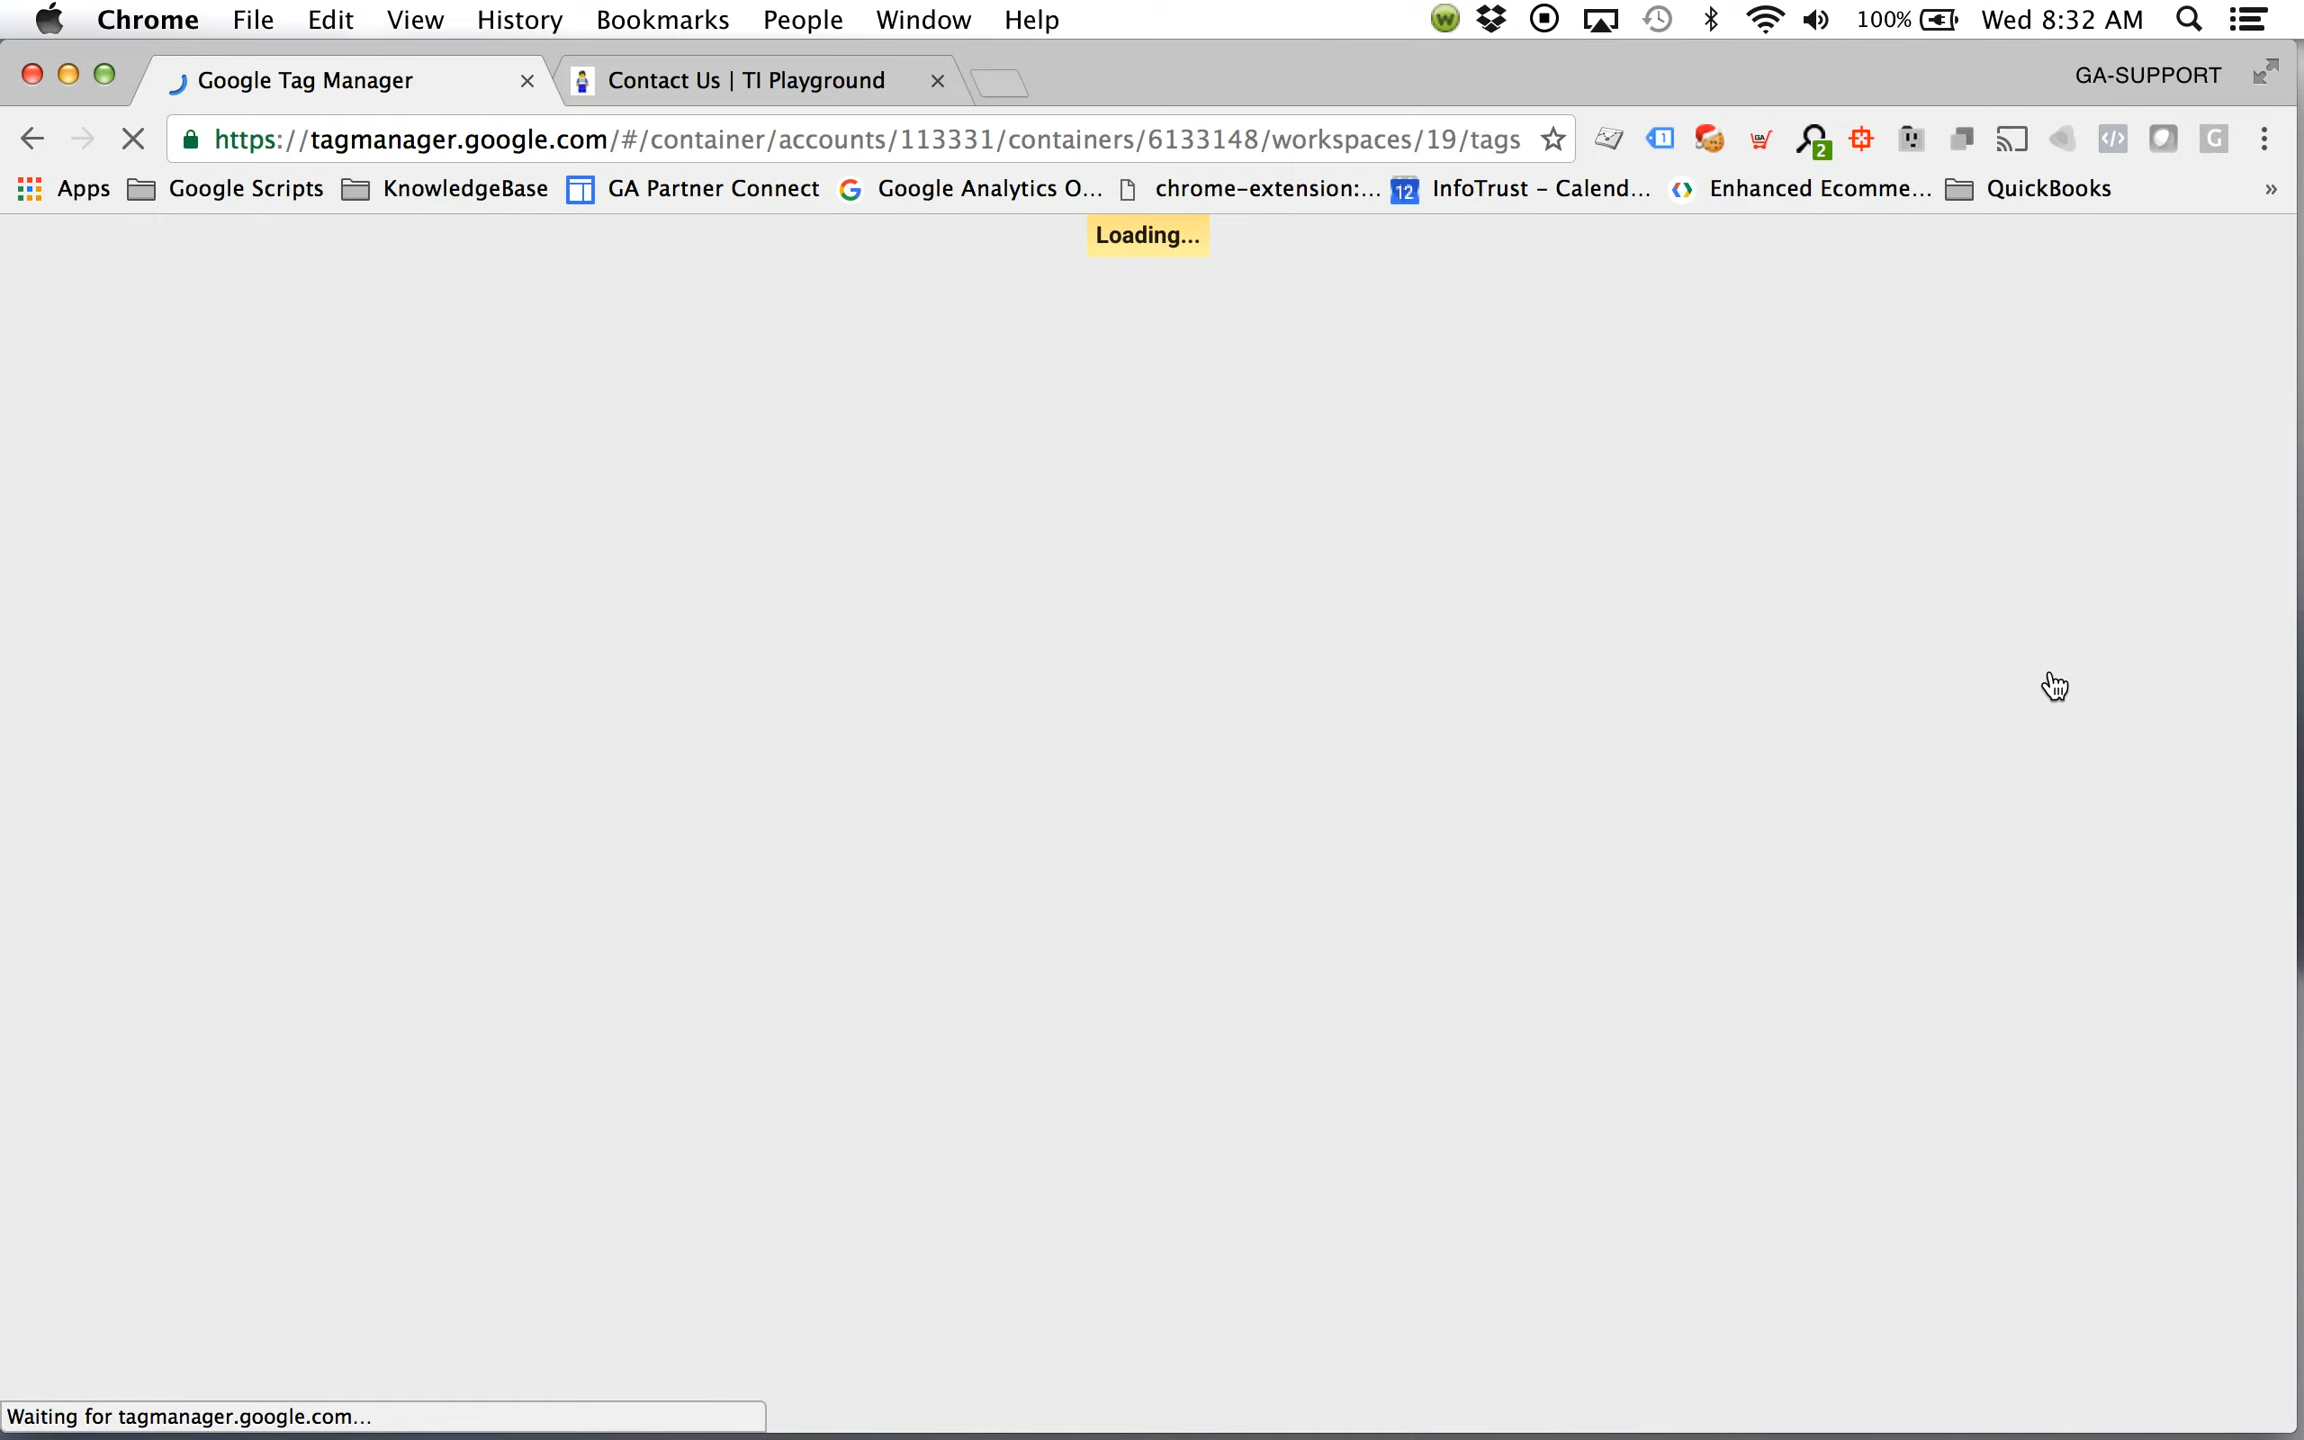 Chrome File Edit View History Bookmarks People Window Help W 100% Wed 8:32 AM
Google Tag Manager Contact Us | TI Playground GA-SUPPORT
https://tagmanager.google.com/#/container/accounts/113331/containers/6133148/workspaces/19/tags 1 GA 2 </> G
Apps Google Scripts KnowledgeBase GA Partner Connect G Google Analytics O... chrome-extension:... 12 InfoTrust - Calend... Enhanced Ecomme... QuickBooks »
Loading...
Waiting for tagmanager.google.com...